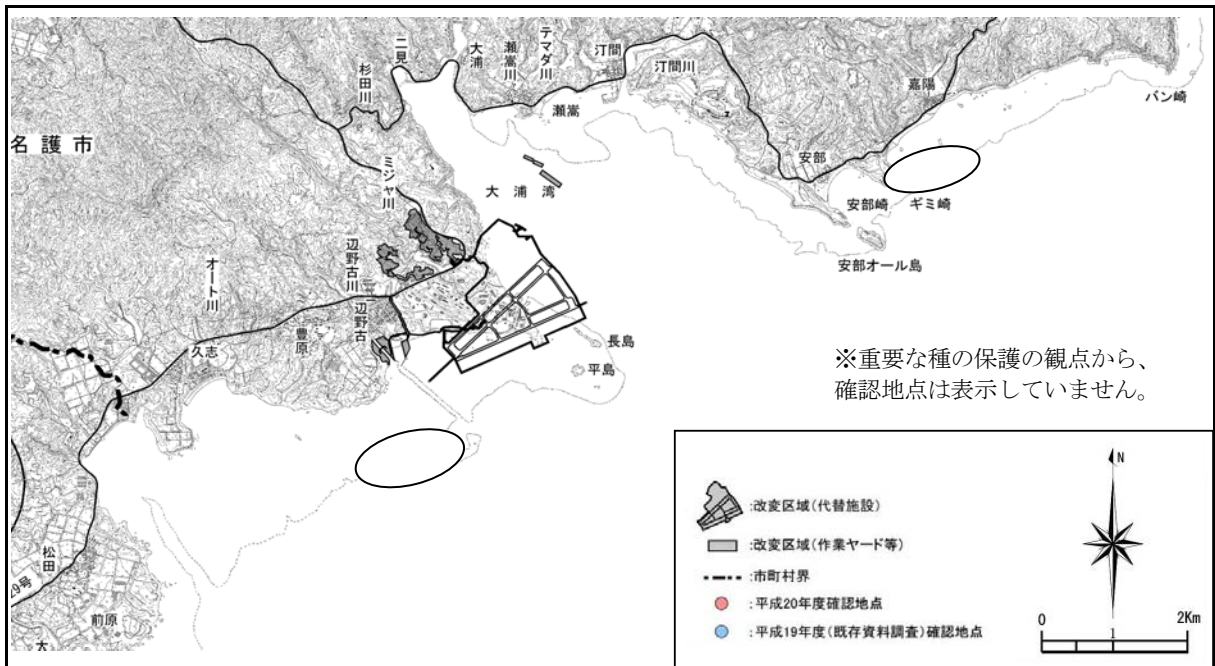 二見
大浦
瀬嵩川
テマダ川
汀間
杉田川
汀間川
嘉陽
バン崎
瀬嵩
名護市
安部
ミジャ川
大浦湾
安部崎
ギミ崎
安部オール島
辺野古川
オート川
辺野古
豊原
久志
長島
平島
※重要な種の保護の観点から、
確認地点は表示していません。
N
:改変区域(代替施設)
:改変区域(作業ヤード等)
:市町村界
:平成20年度確認地点
:平成19年度(既存資料調査)確認地点
0 1 2Km
松田
29号
前原